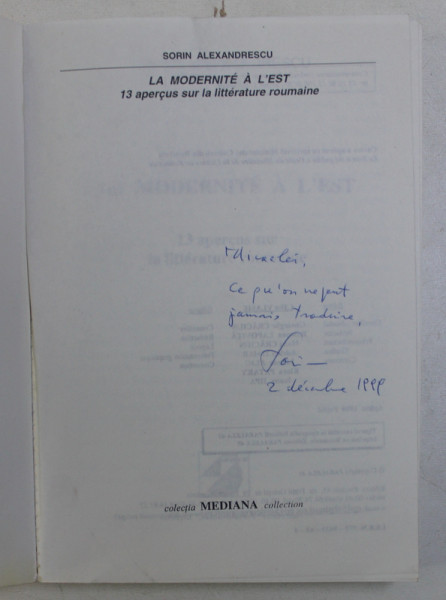 SORIN ALEXANDRESCU
LA MODERNITÉ À L'EST
13 aperçus sur la littérature roumaine
ce qu'on ne peut
jamais traduire,
Sorin
2 décembre 1999
colecția MEDIANA collection